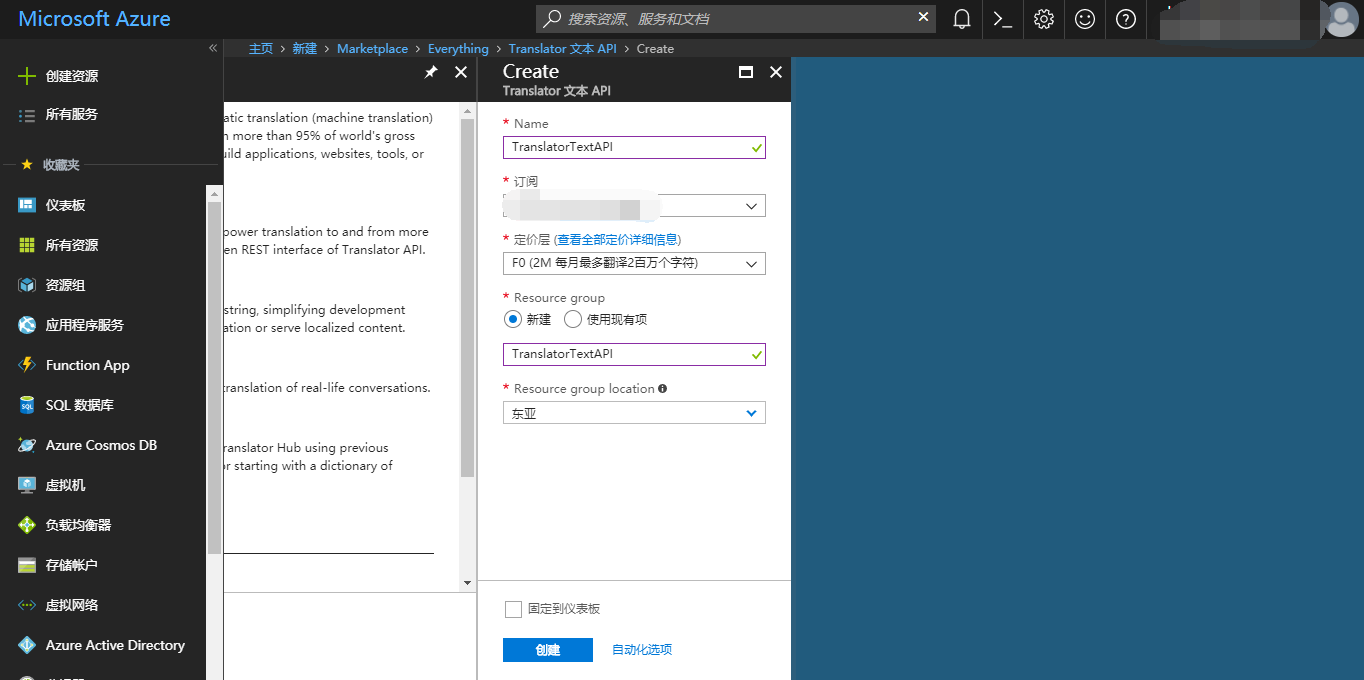 Microsoft Azure
搜索资源、服务和文档
主页 > 新建 > Marketplace > Everything > Translator 文本 API > Create
创建资源
所有服务
收藏夹
仪表板
所有资源
资源组
应用程序服务
Function App
SQL 数据库
Azure Cosmos DB
虚拟机
负载均衡器
存储帐户
虚拟网络
Azure Active Directory
atic translation (machine translation)
more than 95% of world's gross
uild applications, websites, tools, or
power translation to and from more
en REST interface of Translator API.
string, simplifying development
ation or serve localized content.
translation of real-life conversations.
ranslator Hub using previous
or starting with a dictionary of
Create
Translator 文本 API
* Name
TranslatorTextAPI
* 订阅
* 定价层 (查看全部定价详细信息)
F0 (2M 每月最多翻译2百万个字符)
* Resource group
新建 使用现有项
TranslatorTextAPI
* Resource group location
东亚
固定到仪表板
创建 自动化选项